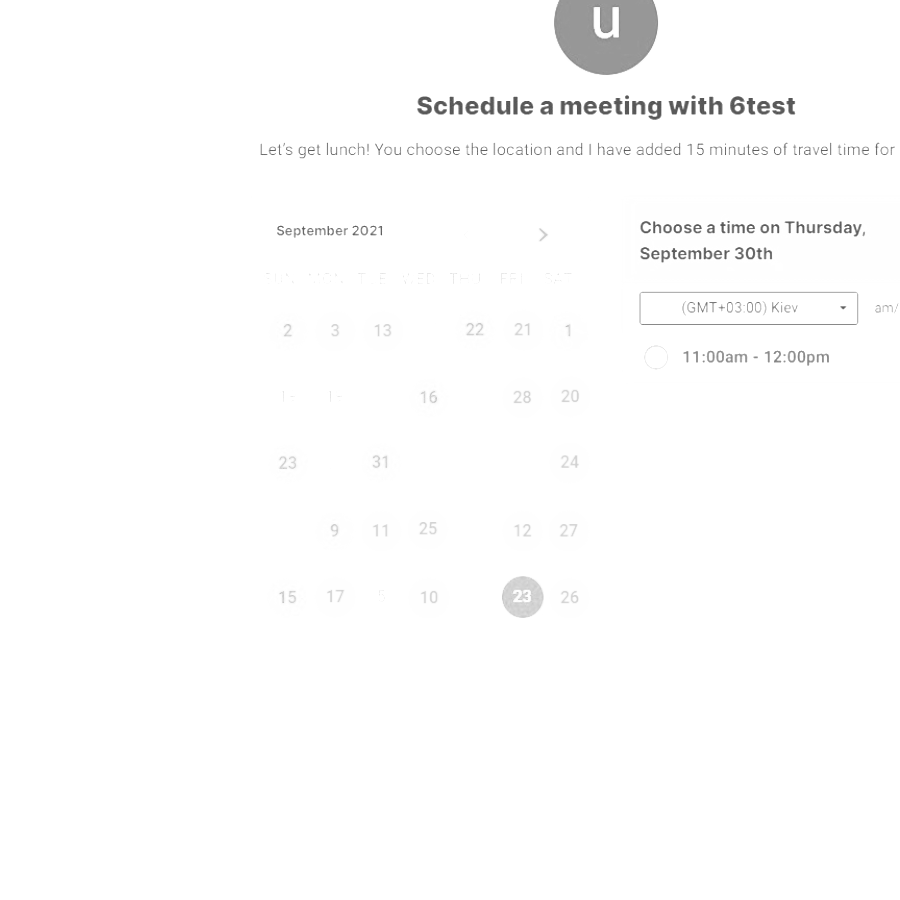 u
Schedule a meeting with 6test
Let's get lunch! You choose the location and I have added 15 minutes of travel time for
September 2021
SUN MON TUE WED THU FRI SAT
2 3 13 22 21 1
16 28 20
23 31 24
9 11 25 12 27
15 17 5 10 23 26
Choose a time on Thursday,
September 30th
(GMT+03:00) Kiev
am/
11:00am - 12:00pm